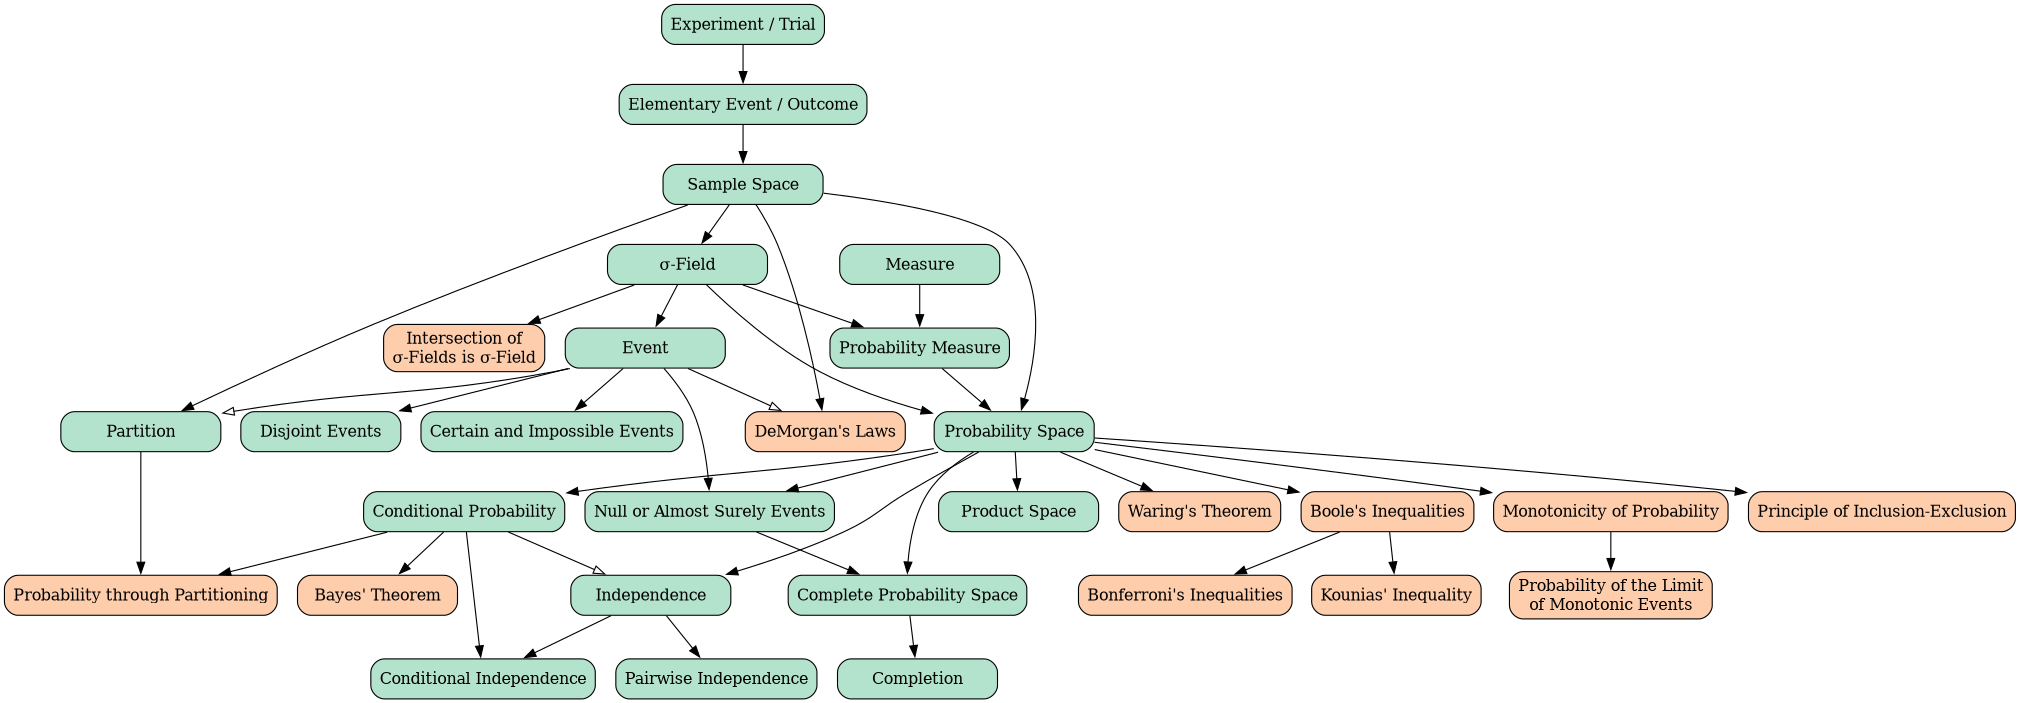 Experiment / Trial
Elementary Event / Outcome
Sample Space
σ-Field
Measure
Intersection of
σ-Fields is σ-Field
Event
Probability Measure
Partition
Disjoint Events
Certain and Impossible Events
DeMorgan's Laws
Probability Space
Conditional Probability
Null or Almost Surely Events
Product Space
Waring's Theorem
Boole's Inequalities
Monotonicity of Probability
Principle of Inclusion-Exclusion
Probability through Partitioning
Bayes' Theorem
Independence
Complete Probability Space
Bonferroni's Inequalities
Kounias' Inequality
Probability of the Limit
of Monotonic Events
Conditional Independence
Pairwise Independence
Completion